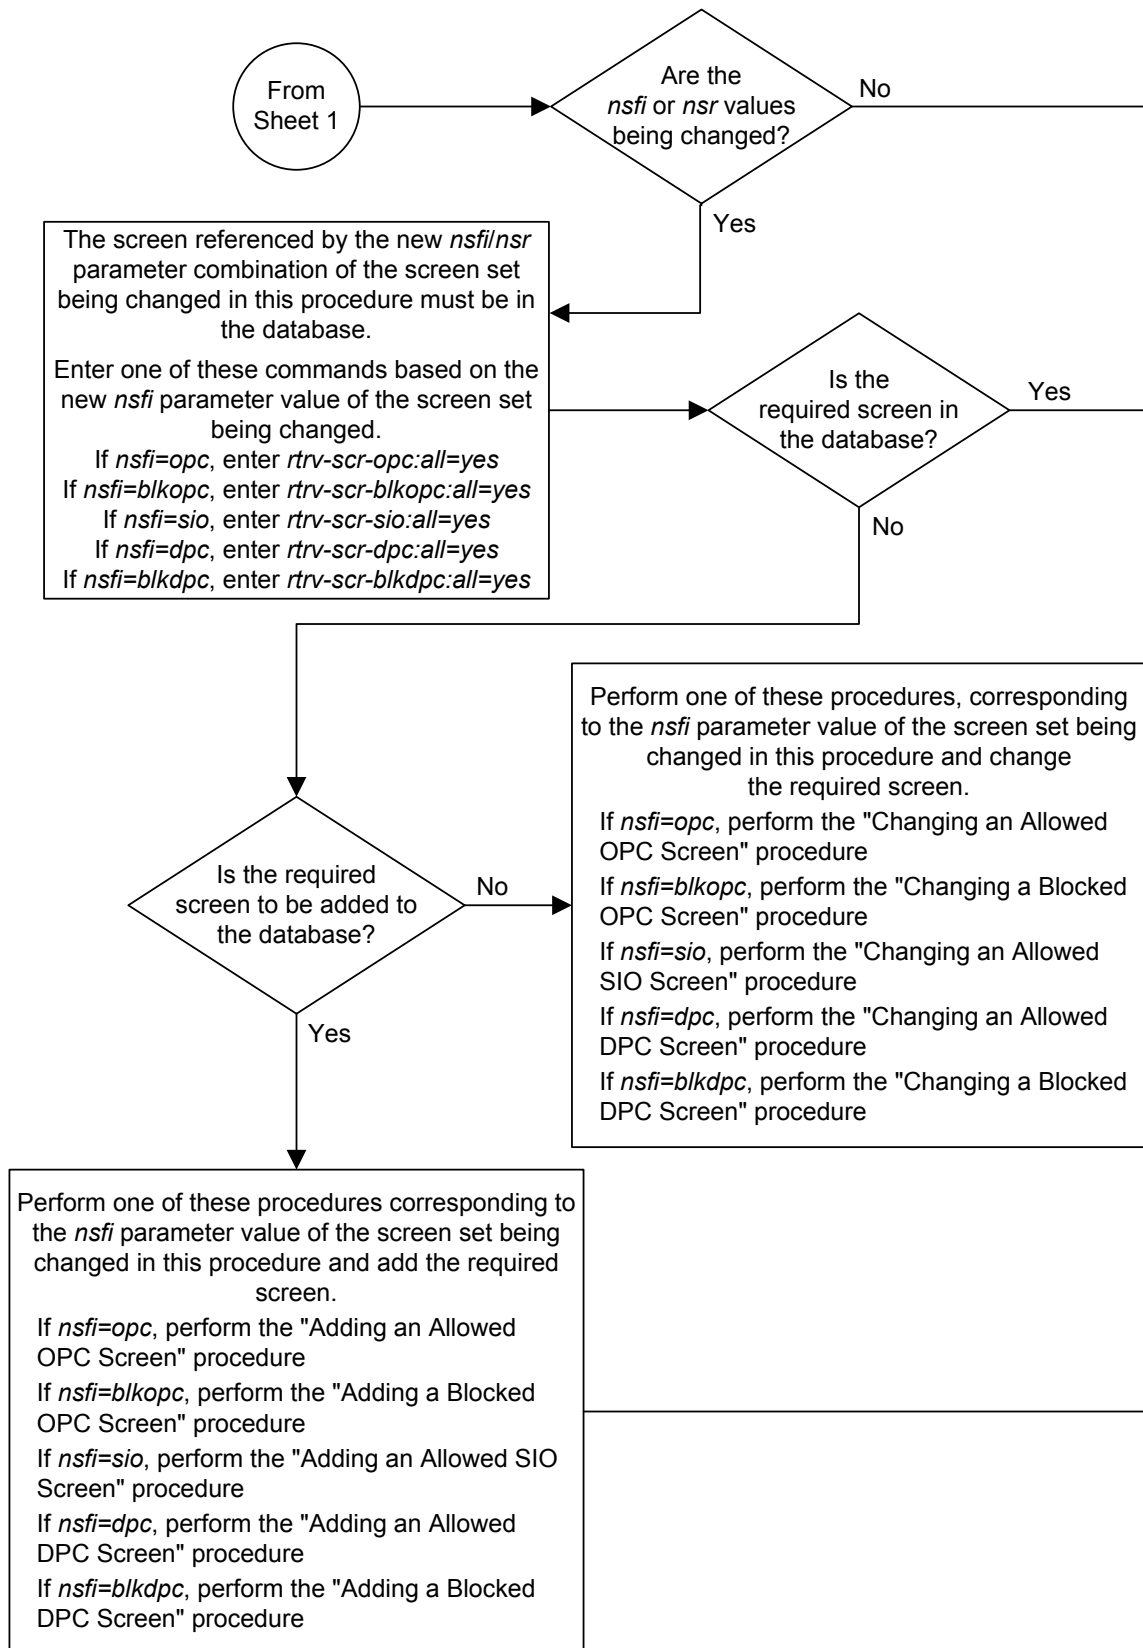 From
Sheet 1
Are the
nsfi or nsr values
being changed?
No
Yes
The screen referenced by the new nsfi/nsr
parameter combination of the screen set
being changed in this procedure must be in
the database.
Enter one of these commands based on the
new nsfi parameter value of the screen set
being changed.
If nsfi=opc, enter rtrv-scr-opc:all=yes
If nsfi=blkopc, enter rtrv-scr-blkopc:all=yes
If nsfi=sio, enter rtrv-scr-sio:all=yes
If nsfi=dpc, enter rtrv-scr-dpc:all=yes
If nsfi=blkdpc, enter rtrv-scr-blkdpc:all=yes
Is the
required screen in
the database?
Yes
No
Is the required
screen to be added to
the database?
No
Yes
Perform one of these procedures, corresponding
to the nsfi parameter value of the screen set being
changed in this procedure and change
the required screen.
If nsfi=opc, perform the "Changing an Allowed
OPC Screen" procedure
If nsfi=blkopc, perform the "Changing a Blocked
OPC Screen" procedure
If nsfi=sio, perform the "Changing an Allowed
SIO Screen" procedure
If nsfi=dpc, perform the "Changing an Allowed
DPC Screen" procedure
If nsfi=blkdpc, perform the "Changing a Blocked
DPC Screen" procedure
Perform one of these procedures corresponding to
the nsfi parameter value of the screen set being
changed in this procedure and add the required
screen.
If nsfi=opc, perform the "Adding an Allowed
OPC Screen" procedure
If nsfi=blkopc, perform the "Adding a Blocked
OPC Screen" procedure
If nsfi=sio, perform the "Adding an Allowed SIO
Screen" procedure
If nsfi=dpc, perform the "Adding an Allowed
DPC Screen" procedure
If nsfi=blkdpc, perform the "Adding a Blocked
DPC Screen" procedure